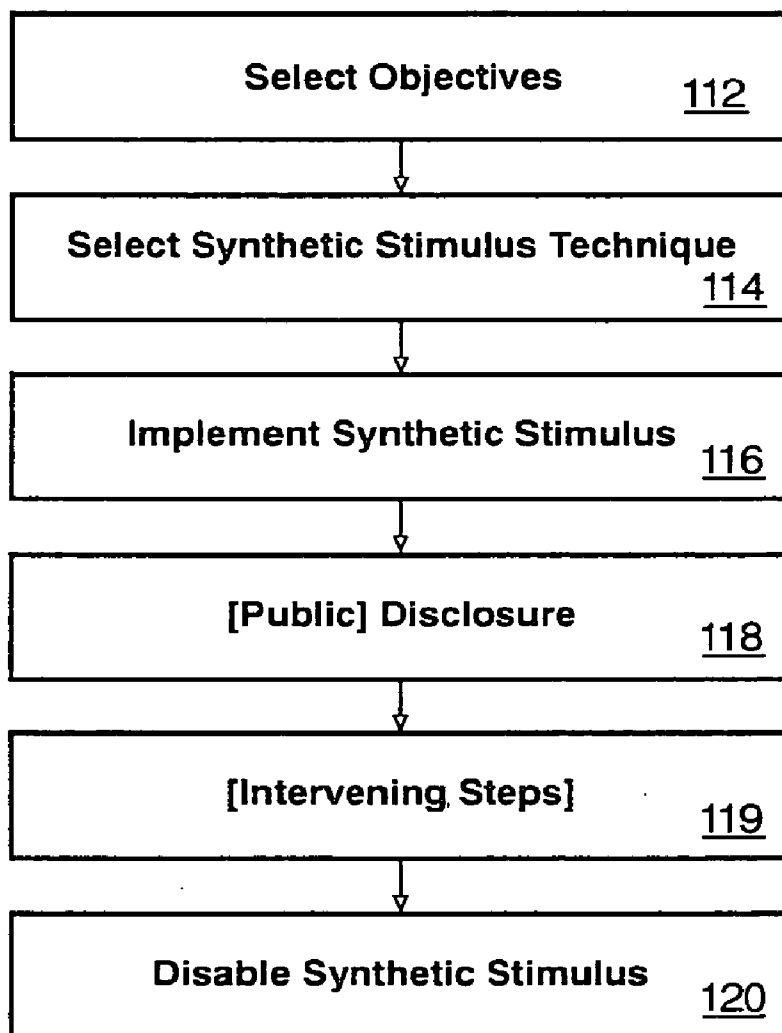 Select Objectives
112
Select Synthetic Stimulus Technique
114
Implement Synthetic Stimulus
116
[Public] Disclosure
118
[Intervening Steps]
119
Disable Synthetic Stimulus
120